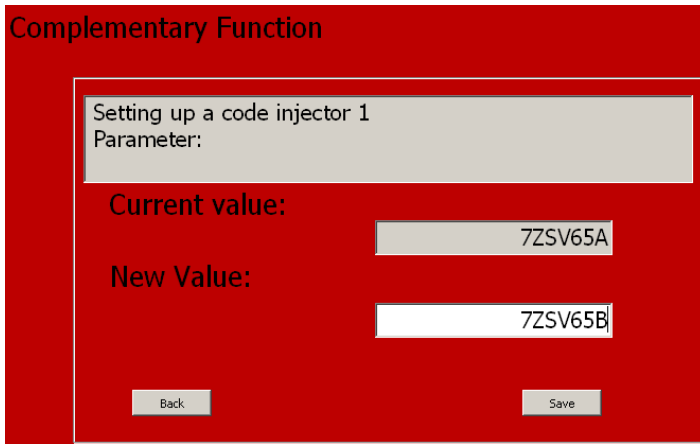 Complementary Function
Setting up a code injector 1
Parameter:
Current value:
7ZSV65A
New Value:
7ZSV65B
Back
Save